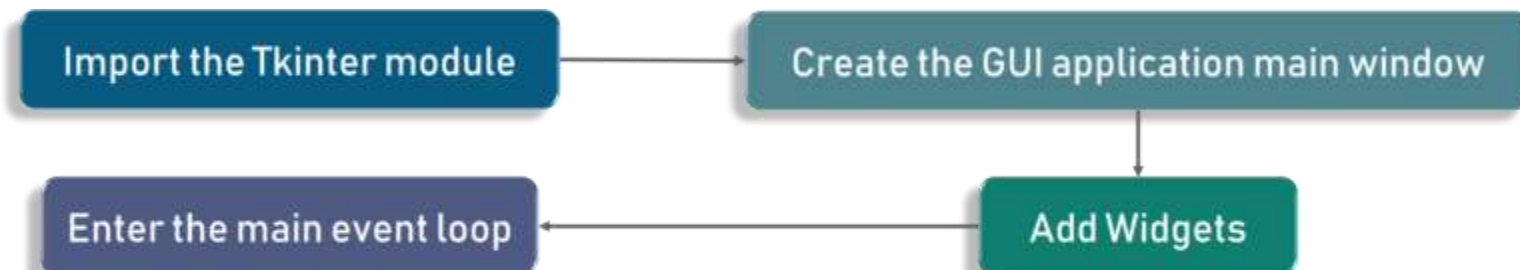 Import the Tkinter module
Create the GUI application main window
Add Widgets
Enter the main event loop